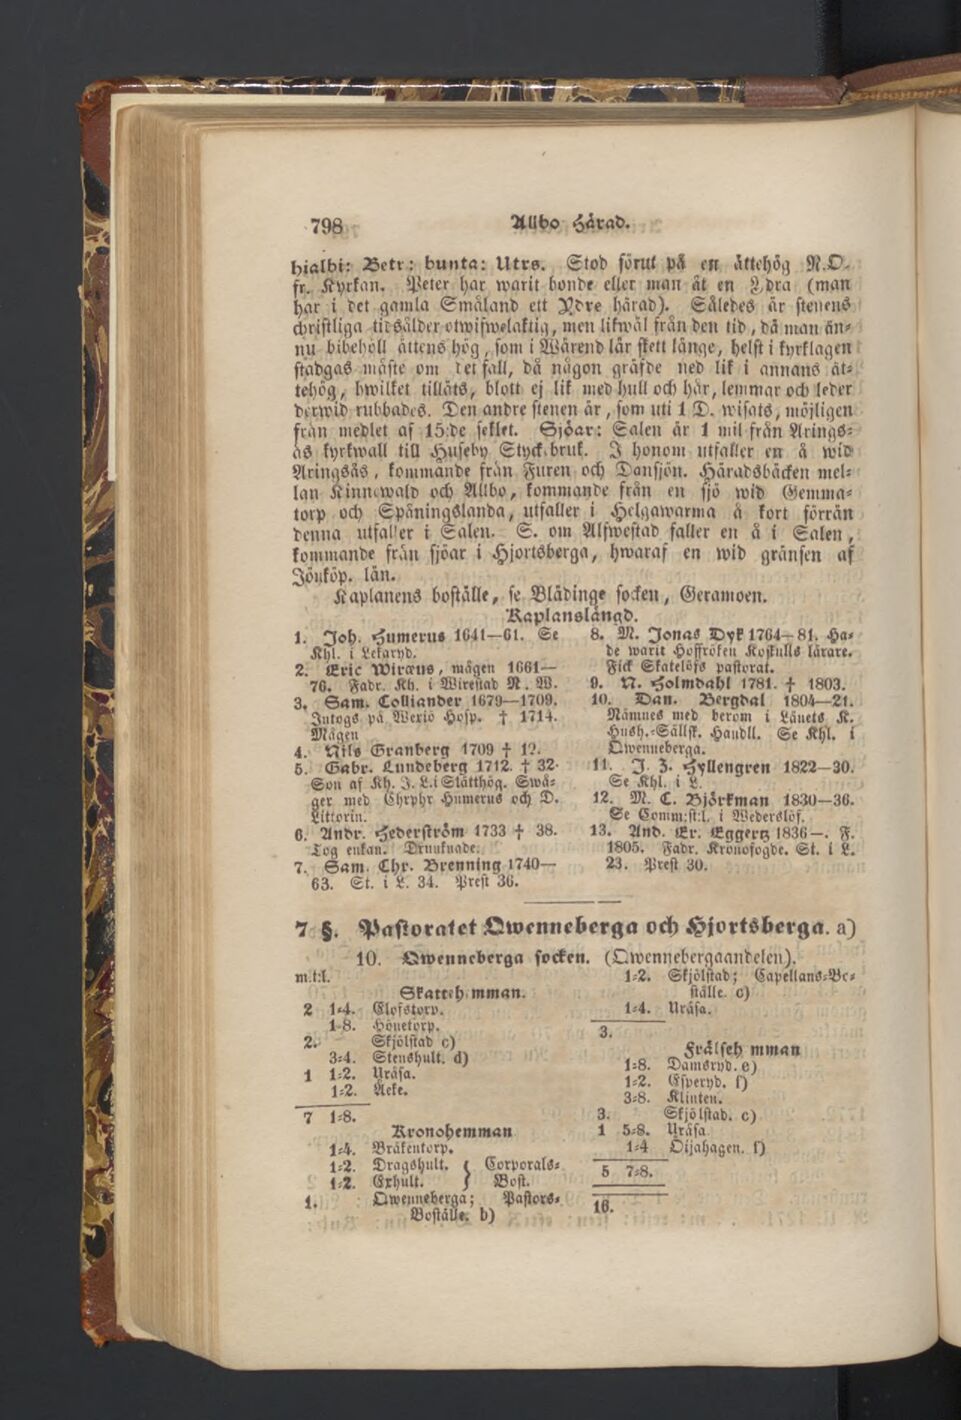 798
Allbo Härad.
hialbi: Betr: bunta: Utrs. Stod förut på en ättehög N.O.
fr. Kyrkan. Peter har warit bonde eller man åt en Ydra (man
har i det gamla Småland ett Ydre härad). Således är stenens
christliga tidsålder otwifwelaktig, men likwäl från den tid, då man än-
nu bibehöll ättens hög, som i Wärend lär skett länge, helst i kyrklagen
stadgas måste om det fall, då någon gräfde ned lik i annans ät-
tehög, hwilket tilläts, blott ej lik med hull och hår, lemmar och leder
derwid rubbades. Den andre stenen är, som uti 1 D. wisats, möjligen
från medlet af 15:de seklet. Sjöar: Salen är 1 mil från Arings-
ås kyrkwall till Huseby Styck.bruk. I honom utfaller en å wid
Aringsås, kommande från Furen och Dansjön. Häradsbäcken mel-
lan Kinnewald och Allbo, kommande från en sjö wid Gemma-
torp och Spåningslanda, utfaller i Helgawarma å kort förrän
denna utfaller i Salen. S. om Alfwestad faller en å i Salen,
kommande från sjöar i Hjortsberga, hwaraf en wid gränsen af
Jönköp. län.
Kaplanens boställe, se Blädinge socken, Geramoen.
Kaplanslängd.
1. Joh. Humerus 1641—61. Se
Khl. i Lekaryd.
2. Eric Wiræus, mågen 1661—
76. Fadr. Kh. i Wirestad N. W.
3. Sam. Colliander 1679—1709.
Intogs på Wexiö Hosp. † 1714.
Mågen
4. Nils Granberg 1709 † 12.
5. Gabr. Lundeberg 1712. † 32.
Son af Kh. J. L. i Slätthög. Swå-
ger med Chrphr Humerus och D.
Littorin.
6. Andr. Hederström 1733 † 38.
Tog enkan. Drunknade.
7. Sam. Chr. Brenning 1740—
63. St. i L. 34. Prest 36.
8. M. Jonas Dyk 1764—81. Ha-
de warit Hoffröken Koskulls lärare.
Fick Skatelöfs pastorat.
9. N. Holmdahl 1781. † 1803.
10. Dan. Bergdal 1804—21.
Nämnes med beröm i Länets K.
Hush.-Sällsk. Handll. Se Khl. i
Qwenneberga.
11. J. Z. Hyllengren 1822—30.
Se Khl. i L.
12. M. C. Björkman 1830—36.
Se Comm:st:l. i Wederslöf.
13. And. Er. Eggertz 1836—. F.
1805. Fadr. Kronofogde. St. i L.
23. Prest 30.
7 §. Pastoratet Qwenneberga och Hjortsberga. a)
10. Qwenneberga socken. (Qwennebergaandelen).
m.t:l.
Skattehemman.
2 1-4. Elofstorp.
1-8. Hönetorp.
2. Skjölstad c)
3-4. Stenshult. d)
1 1-2. Uråsa.
1-2. Åcke.
7 1-8.
Kronohemman
1-4. Bräkentorp.
1-2. Dragshult. } Corporals-
1-2. Exhult. } Bost.
1. Qwenneberga; Pastors-
Boställe. b)
1-2. Skjölstad; Capellans-Bo-
ställe. c)
1-4. Uråsa.
3.
Frälsehemman
1-8. Damsryd. e)
1-2. Esperyd. f)
3-8. Klinten.
3. Skjölstad. c)
1 5-8. Uråsa
1-4 Öijahagen. f)
5 7-8.
16.